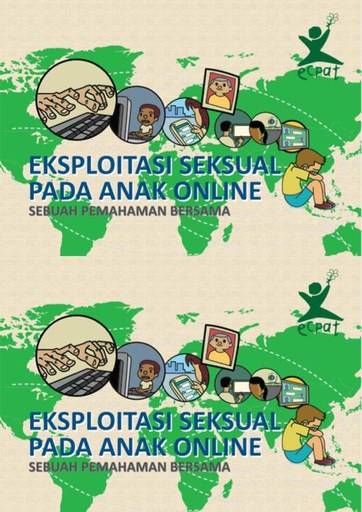 ecpat
EKSPLOITASI SEKSUAL
PADA ANAK ONLINE
SEBUAH PEMAHAMAN BERSAMA
ecpat
EKSPLOITASI SEKSUAL
PADA ANAK ONLINE
SEBUAH PEMAHAMAN BERSAMA